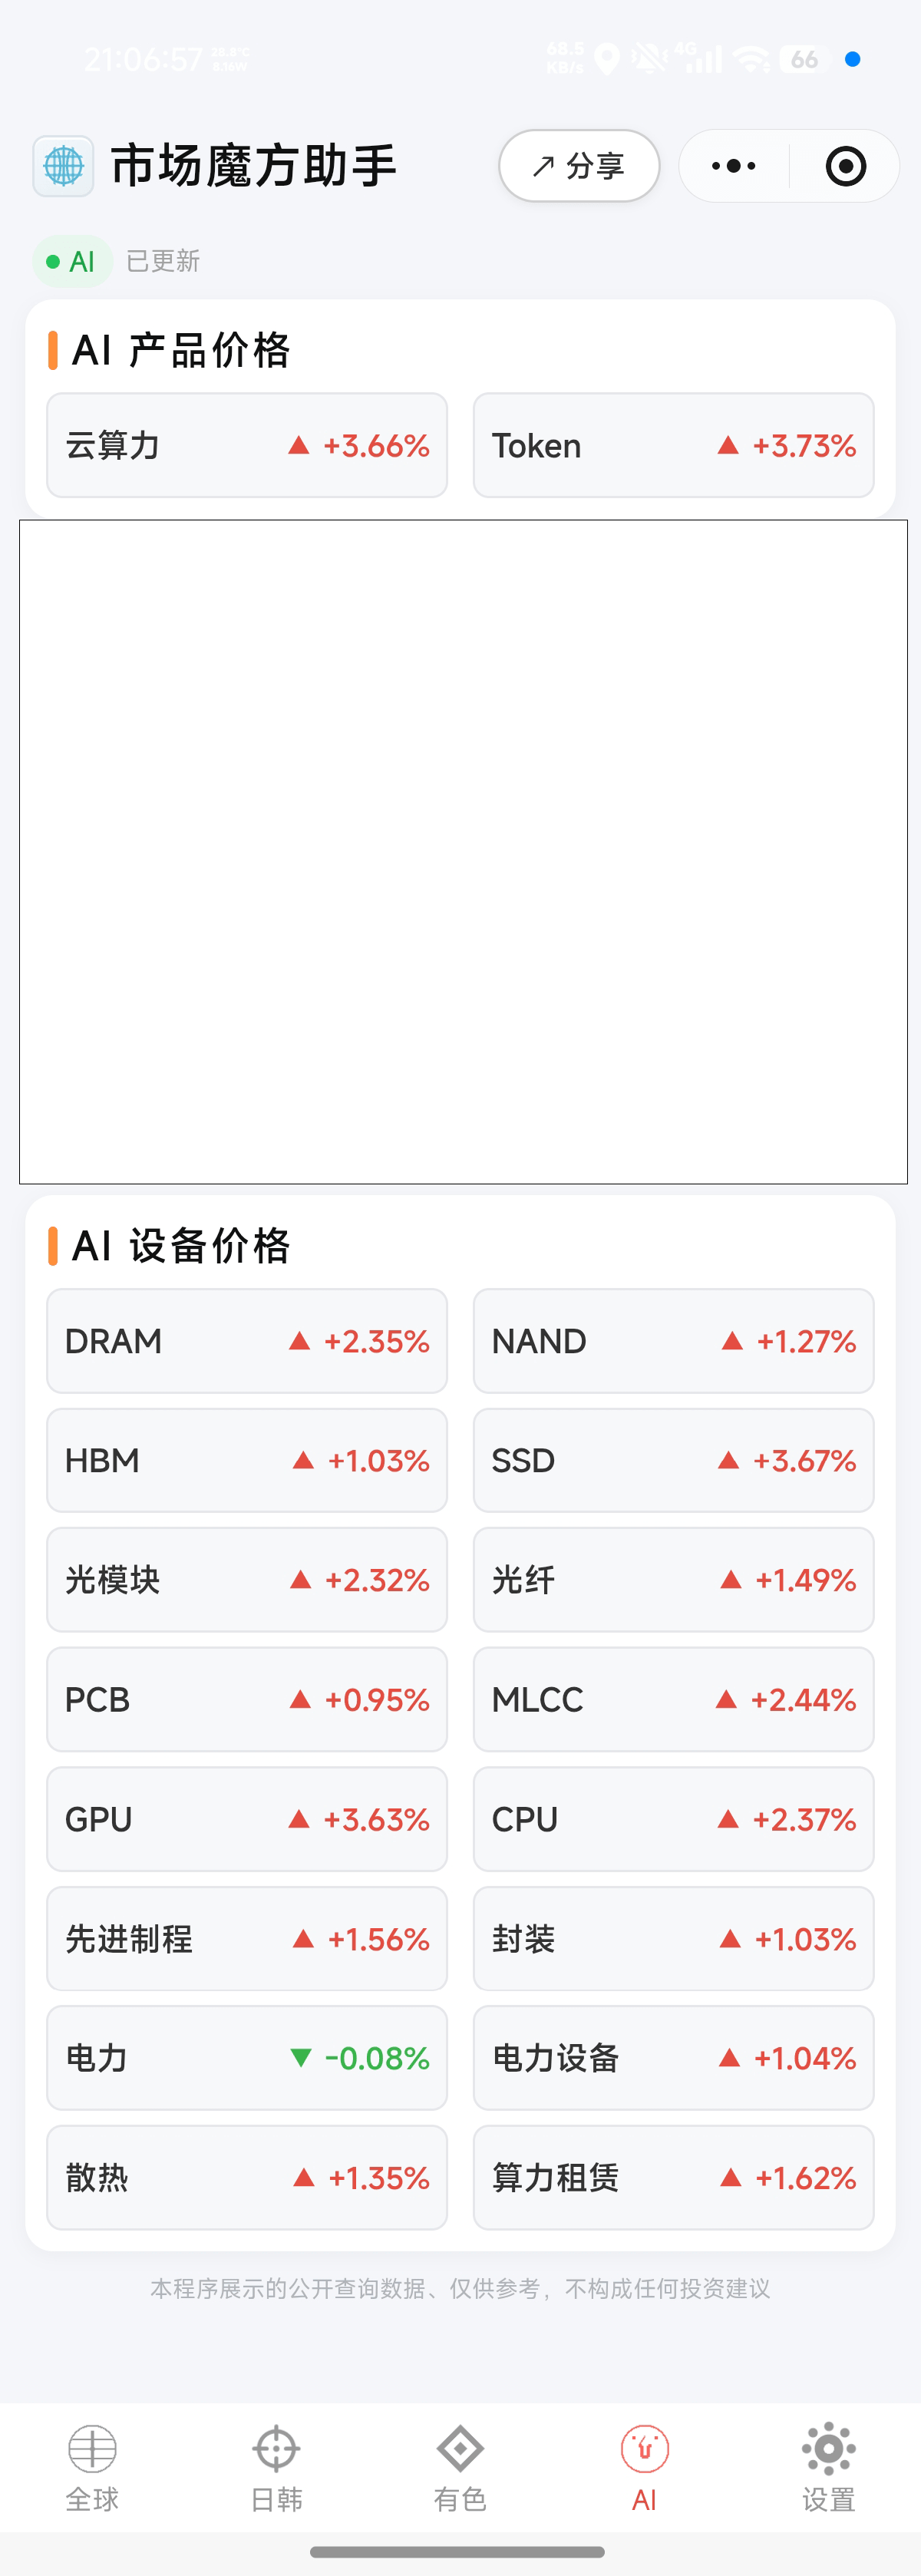 21:06:57
68.5
KB/s
4G
66
市场魔方助手
↗ 分享
AI 已更新
AI 产品价格
云算力 ▲ +3.66%
Token ▲ +3.73%
AI 设备价格
DRAM ▲ +2.35%
NAND ▲ +1.27%
HBM ▲ +1.03%
SSD ▲ +3.67%
光模块 ▲ +2.32%
光纤 ▲ +1.49%
PCB ▲ +0.95%
MLCC ▲ +2.44%
GPU ▲ +3.63%
CPU ▲ +2.37%
先进制程 ▲ +1.56%
封装 ▲ +1.03%
电力 ▼ -0.08%
电力设备 ▲ +1.04%
散热 ▲ +1.35%
算力租赁 ▲ +1.62%
本程序展示的公开查询数据、仅供参考，不构成任何投资建议
全球
日韩
有色
AI
设置